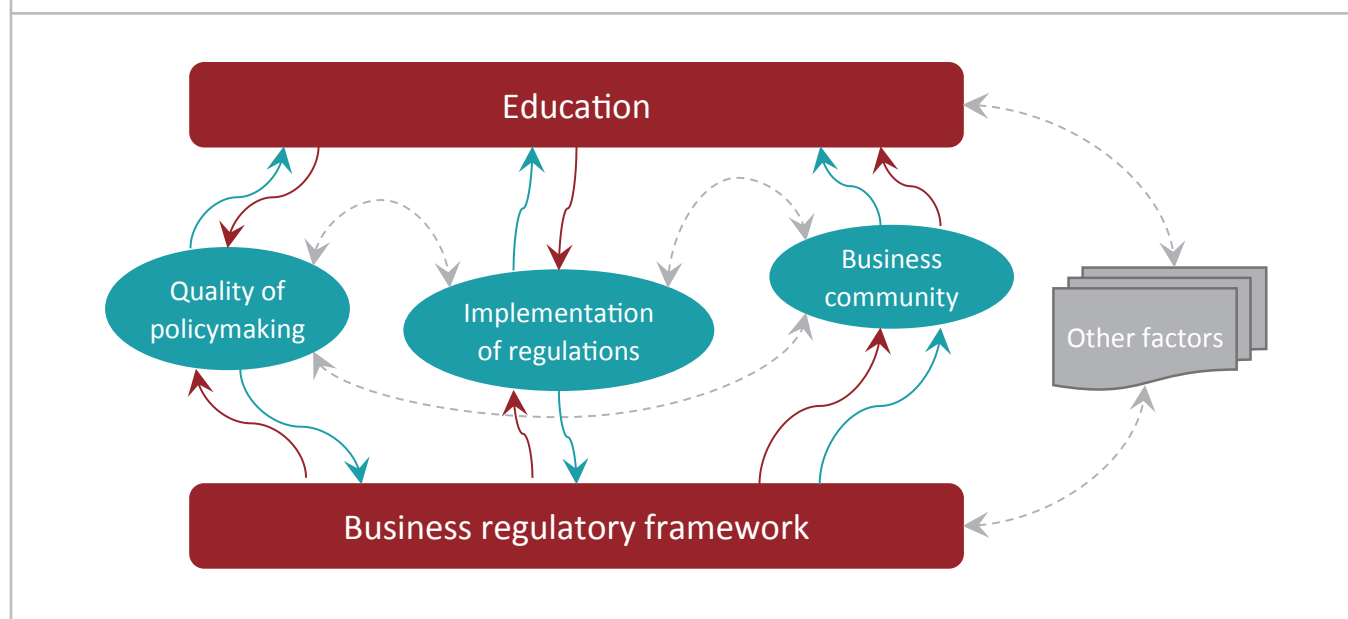 Education
Quality of
policymaking
Implementation
of regulations
Business
community
Other factors
Business regulatory framework